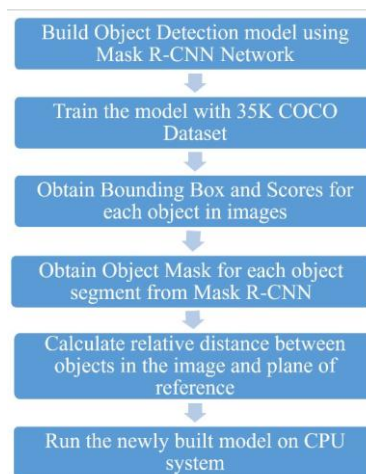 Build Object Detection model using
Mask R-CNN Network
Train the model with 35K COCO
Dataset
Obtain Bounding Box and Scores for
each object in images
Obtain Object Mask for each object
segment from Mask R-CNN
Calculate relative distance between
objects in the image and plane of
reference
Run the newly built model on CPU
system